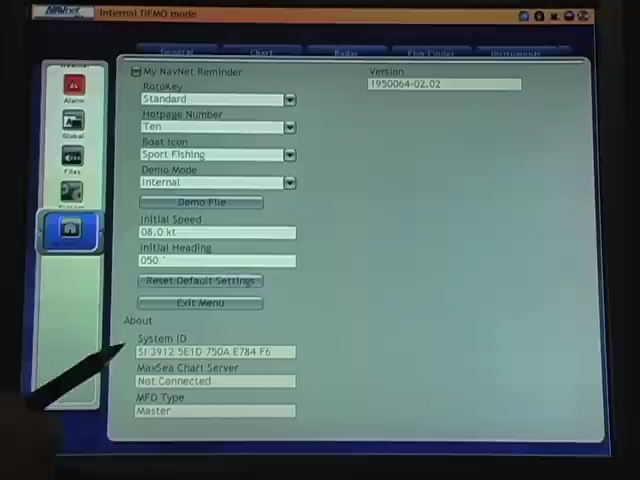 NAVnet
Internal DEMO mode
General Chart Radar Fish Finder Instruments
My NavNet Reminder
Version
1950064-02.02
RotoKey
Standard
Hotpage Number
Ten
Boat Icon
Sport Fishing
Demo Mode
Internal
Demo File
Initial Speed
08.0 kt
Initial Heading
050 °
Reset Default Settings
Exit Menu
About
System ID
SI 3912 5E1D 750A E784 F6
MaxSea Chart Server
Not Connected
MFD Type
Master
Alarm
Global
Files